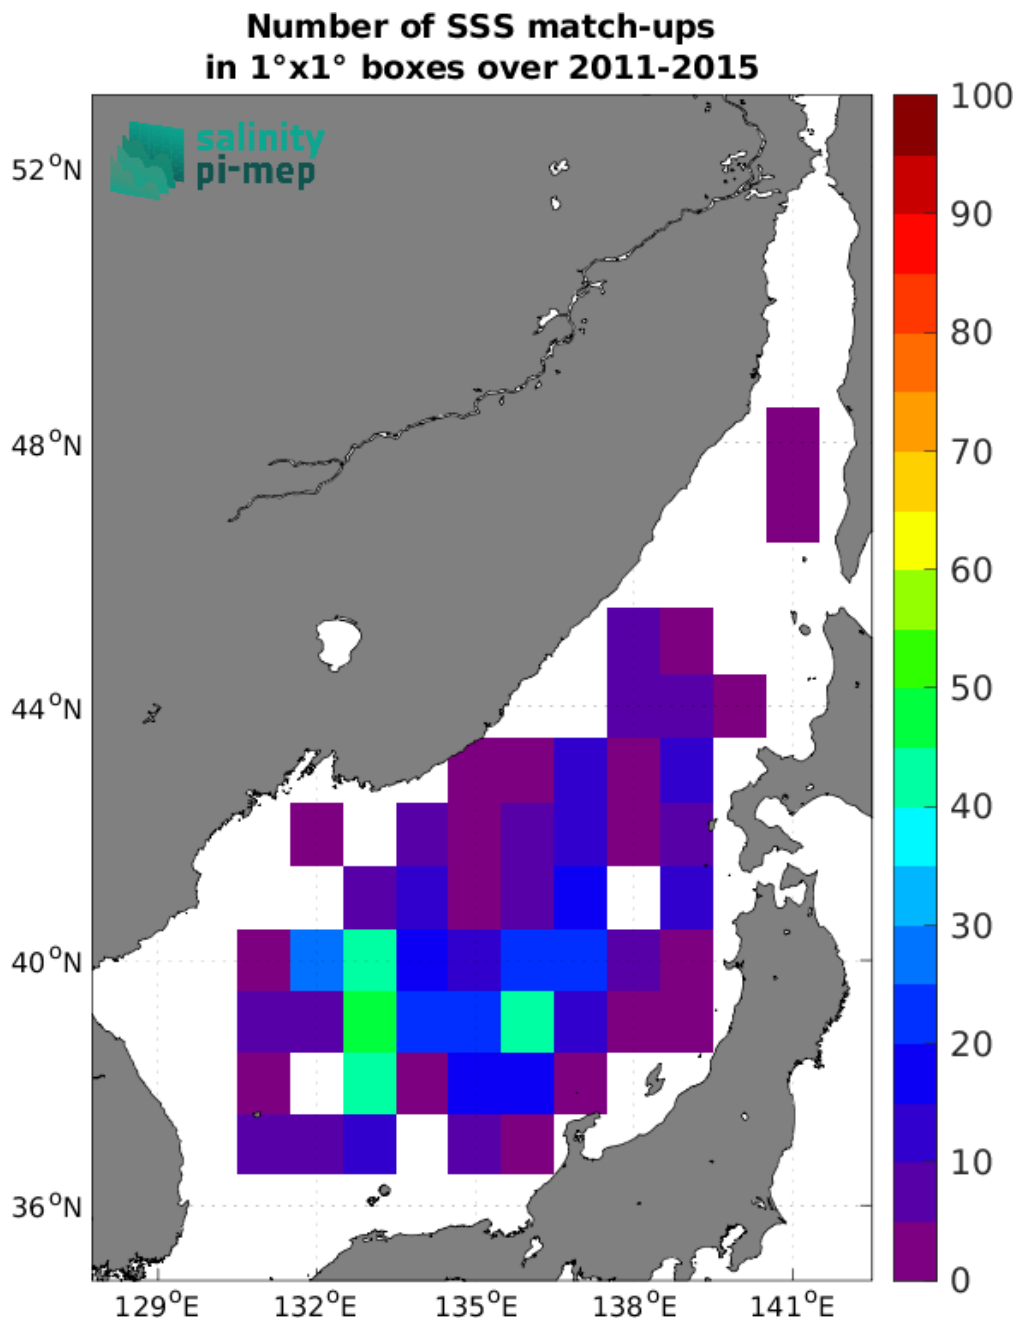 Number of SSS match-ups
in 1°x1° boxes over 2011-2015
salinity
pi-mep
52°N
48°N
44°N
40°N
36°N
129°E 132°E 135°E 138°E 141°E
100
90
80
70
60
50
40
30
20
10
0